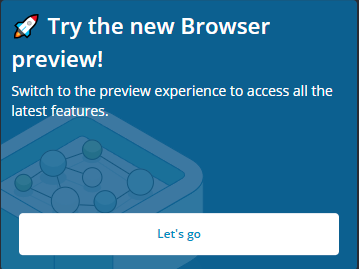 🚀 Try the new Browser
preview!
Switch to the preview experience to access all the
latest features.
Let's go